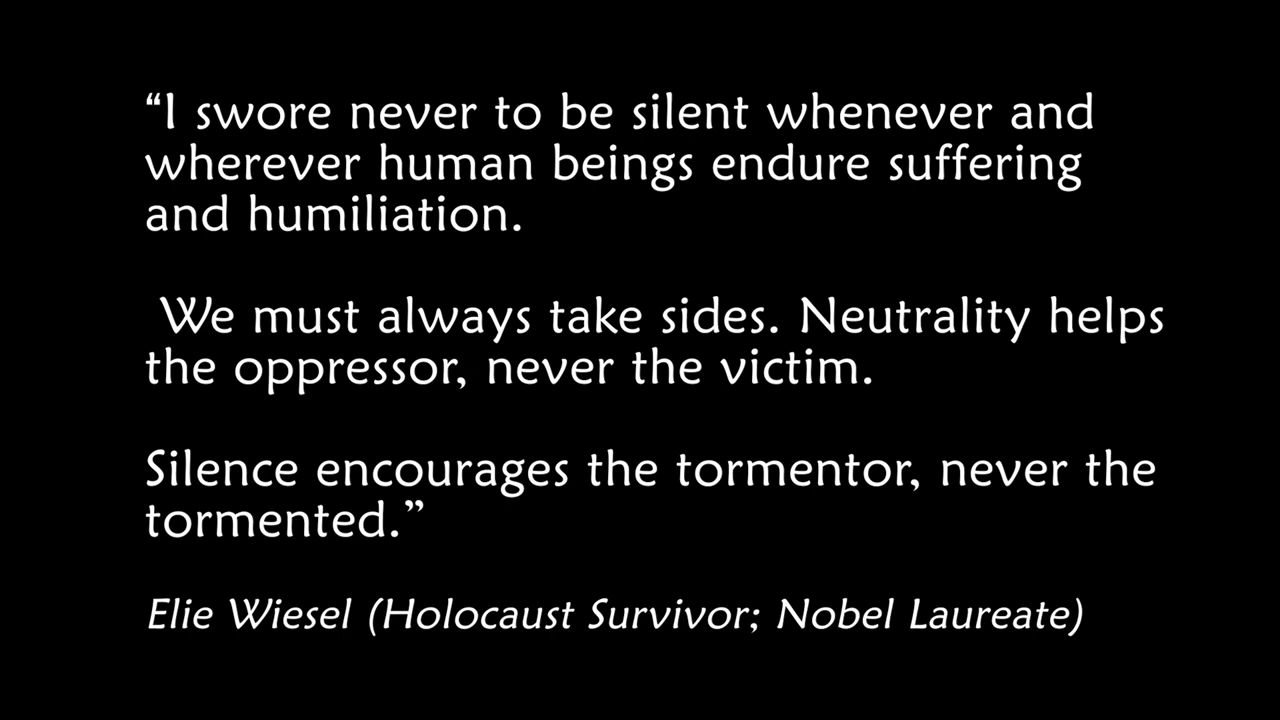 “I swore never to be silent whenever and
wherever human beings endure suffering
and humiliation.
We must always take sides. Neutrality helps
the oppressor, never the victim.
Silence encourages the tormentor, never the
tormented.”
Elie Wiesel (Holocaust Survivor; Nobel Laureate)